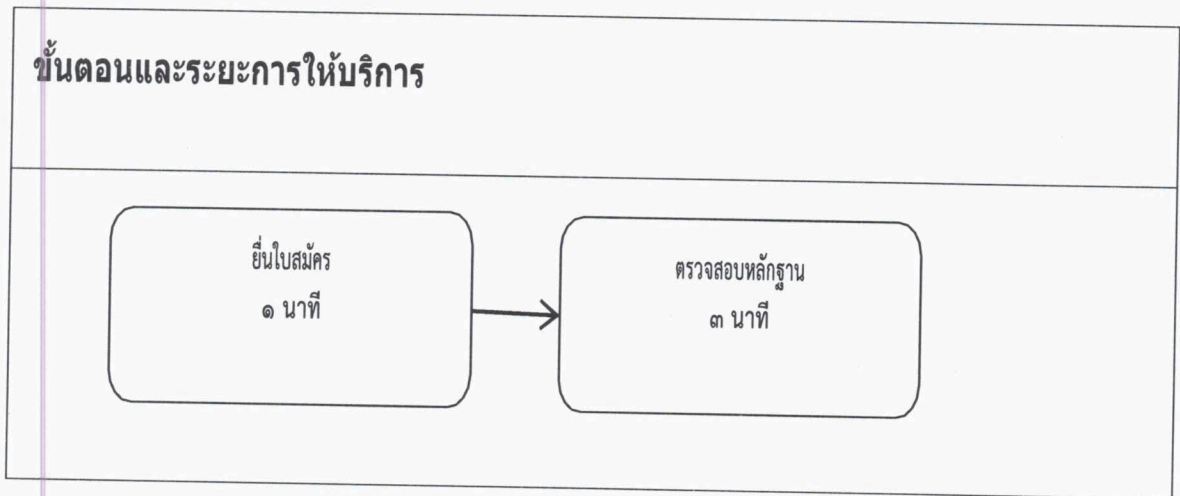 ขั้นตอนและระยะการให้บริการ
ยื่นใบสมัคร
๑ นาที
ตรวจสอบหลักฐาน
๓ นาที